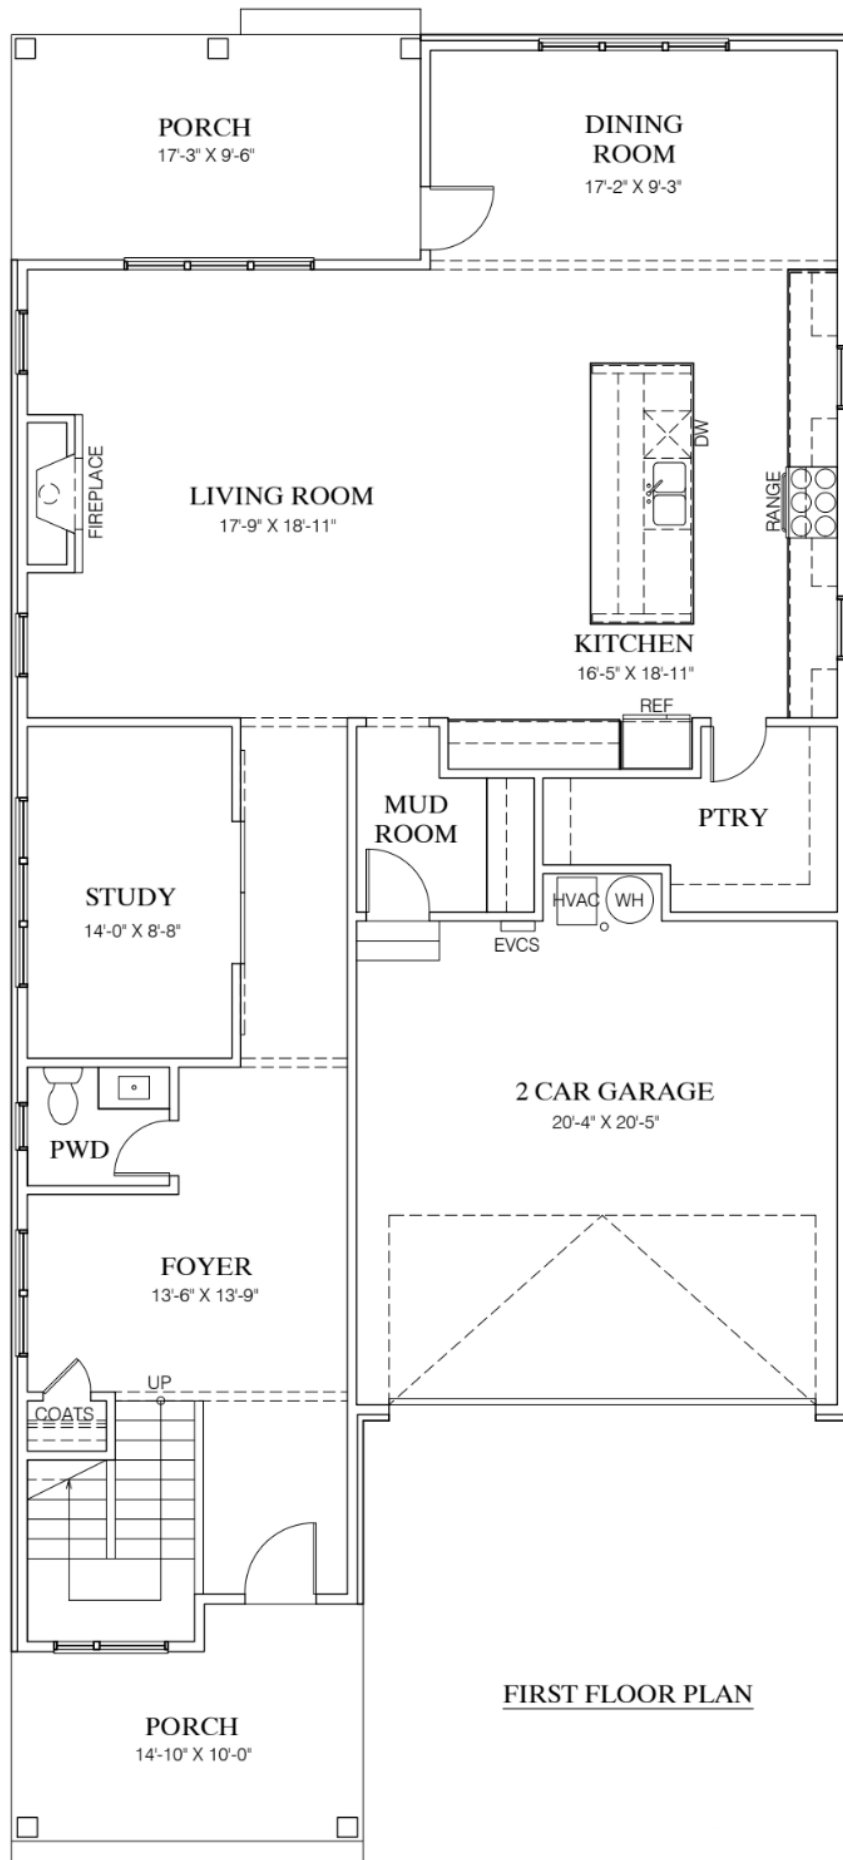 PORCH
17'-3" X 9'-6"
DINING
ROOM
17'-2" X 9'-3"
FIREPLACE
LIVING ROOM
17'-9" X 18'-11"
DW
RANGE
KITCHEN
16'-5" X 18'-11"
REF
MUD
ROOM
PTRY
STUDY
14'-0" X 8'-8"
HVAC
WH
EVCS
2 CAR GARAGE
20'-4" X 20'-5"
PWD
FOYER
13'-6" X 13'-9"
UP
COATS
FIRST FLOOR PLAN
PORCH
14'-10" X 10'-0"